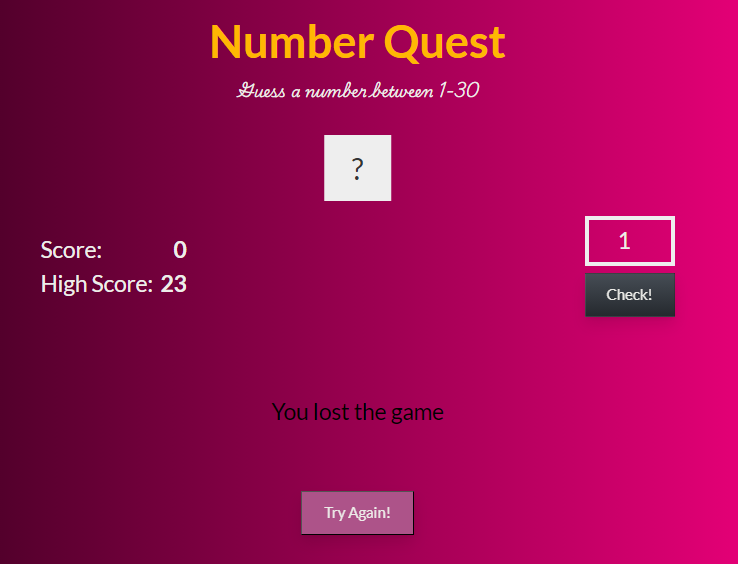 Number Quest
Guess a number between 1-30
?
Score: 0
High Score: 23
1
Check!
You lost the game
Try Again!